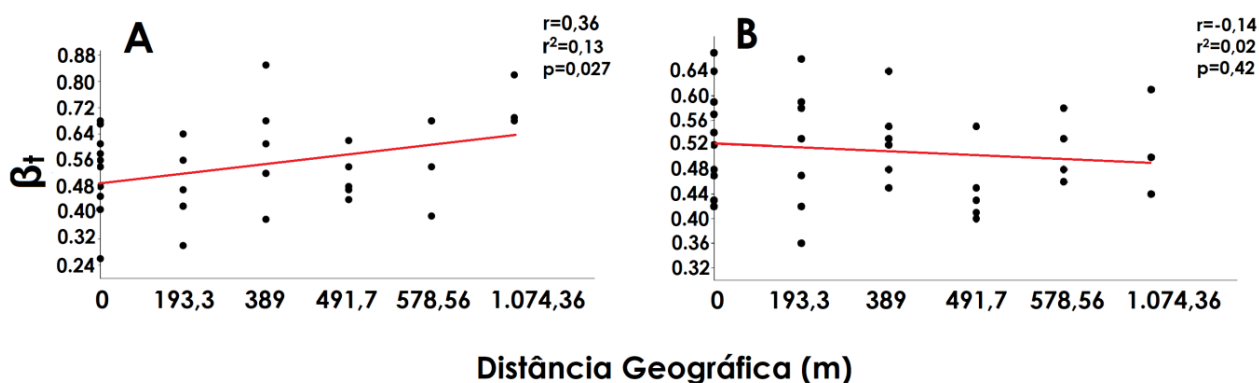 A
r=0,36
r²=0,13
p=0,027
0.88
0.80
0.72
0.64
0.56
0.48
0.40
0.32
0.24
βt
0 193,3 389 491,7 578,56 1.074,36
B
r=-0,14
r²=0,02
p=0,42
0.64
0.60
0.56
0.52
0.48
0.44
0.40
0.36
0.32
0 193,3 389 491,7 578,56 1.074,36
Distância Geográfica (m)